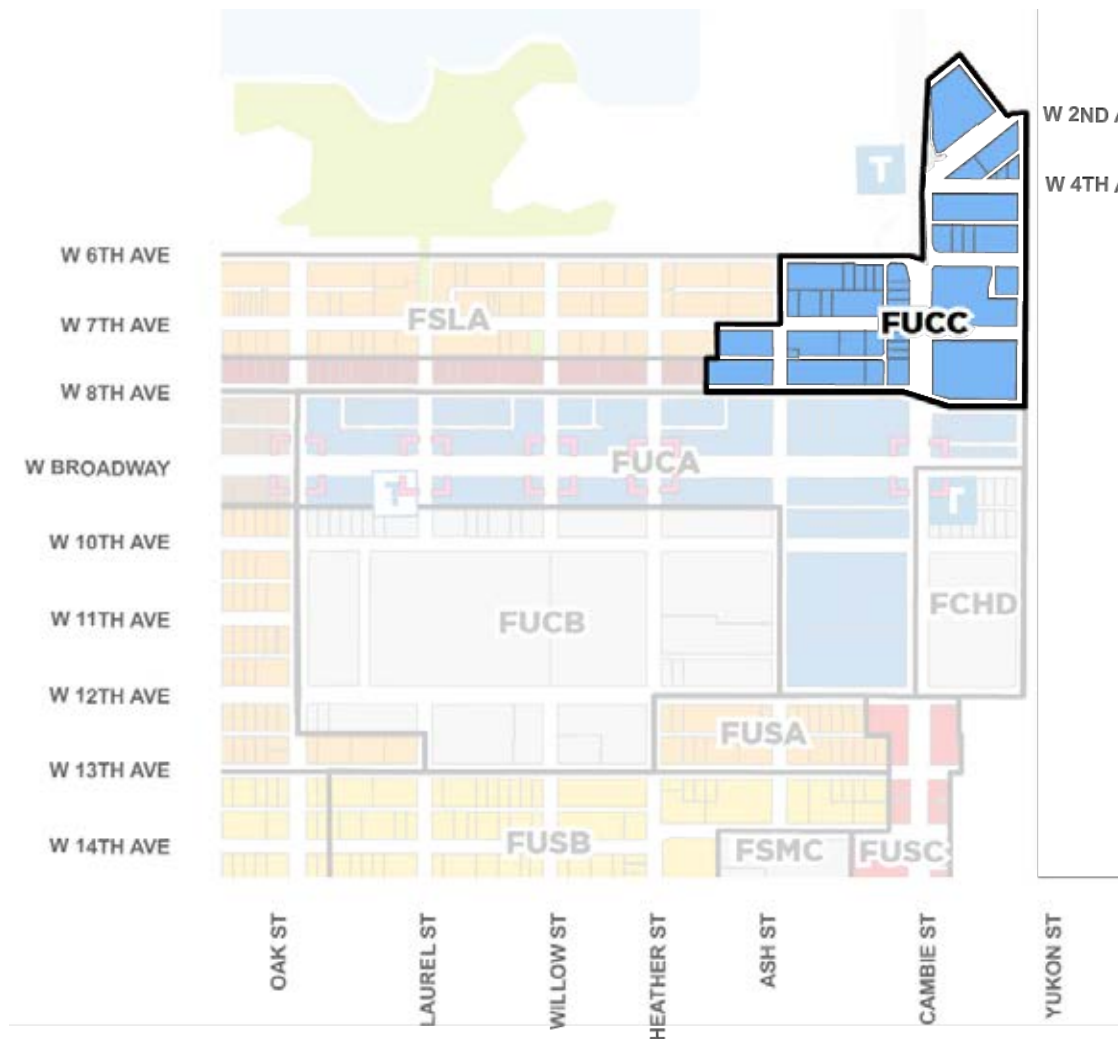 W 2ND A
T
W 4TH A
W 6TH AVE
FSLA
W 7TH AVE
FUCC
W 8TH AVE
W BROADWAY
FUCA
T
T
W 10TH AVE
W 11TH AVE
FUCB
FCHD
W 12TH AVE
FUSA
W 13TH AVE
W 14TH AVE
FUSB
FSMC
FUSC
OAK ST
LAUREL ST
WILLOW ST
HEATHER ST
ASH ST
CAMBIE ST
YUKON ST